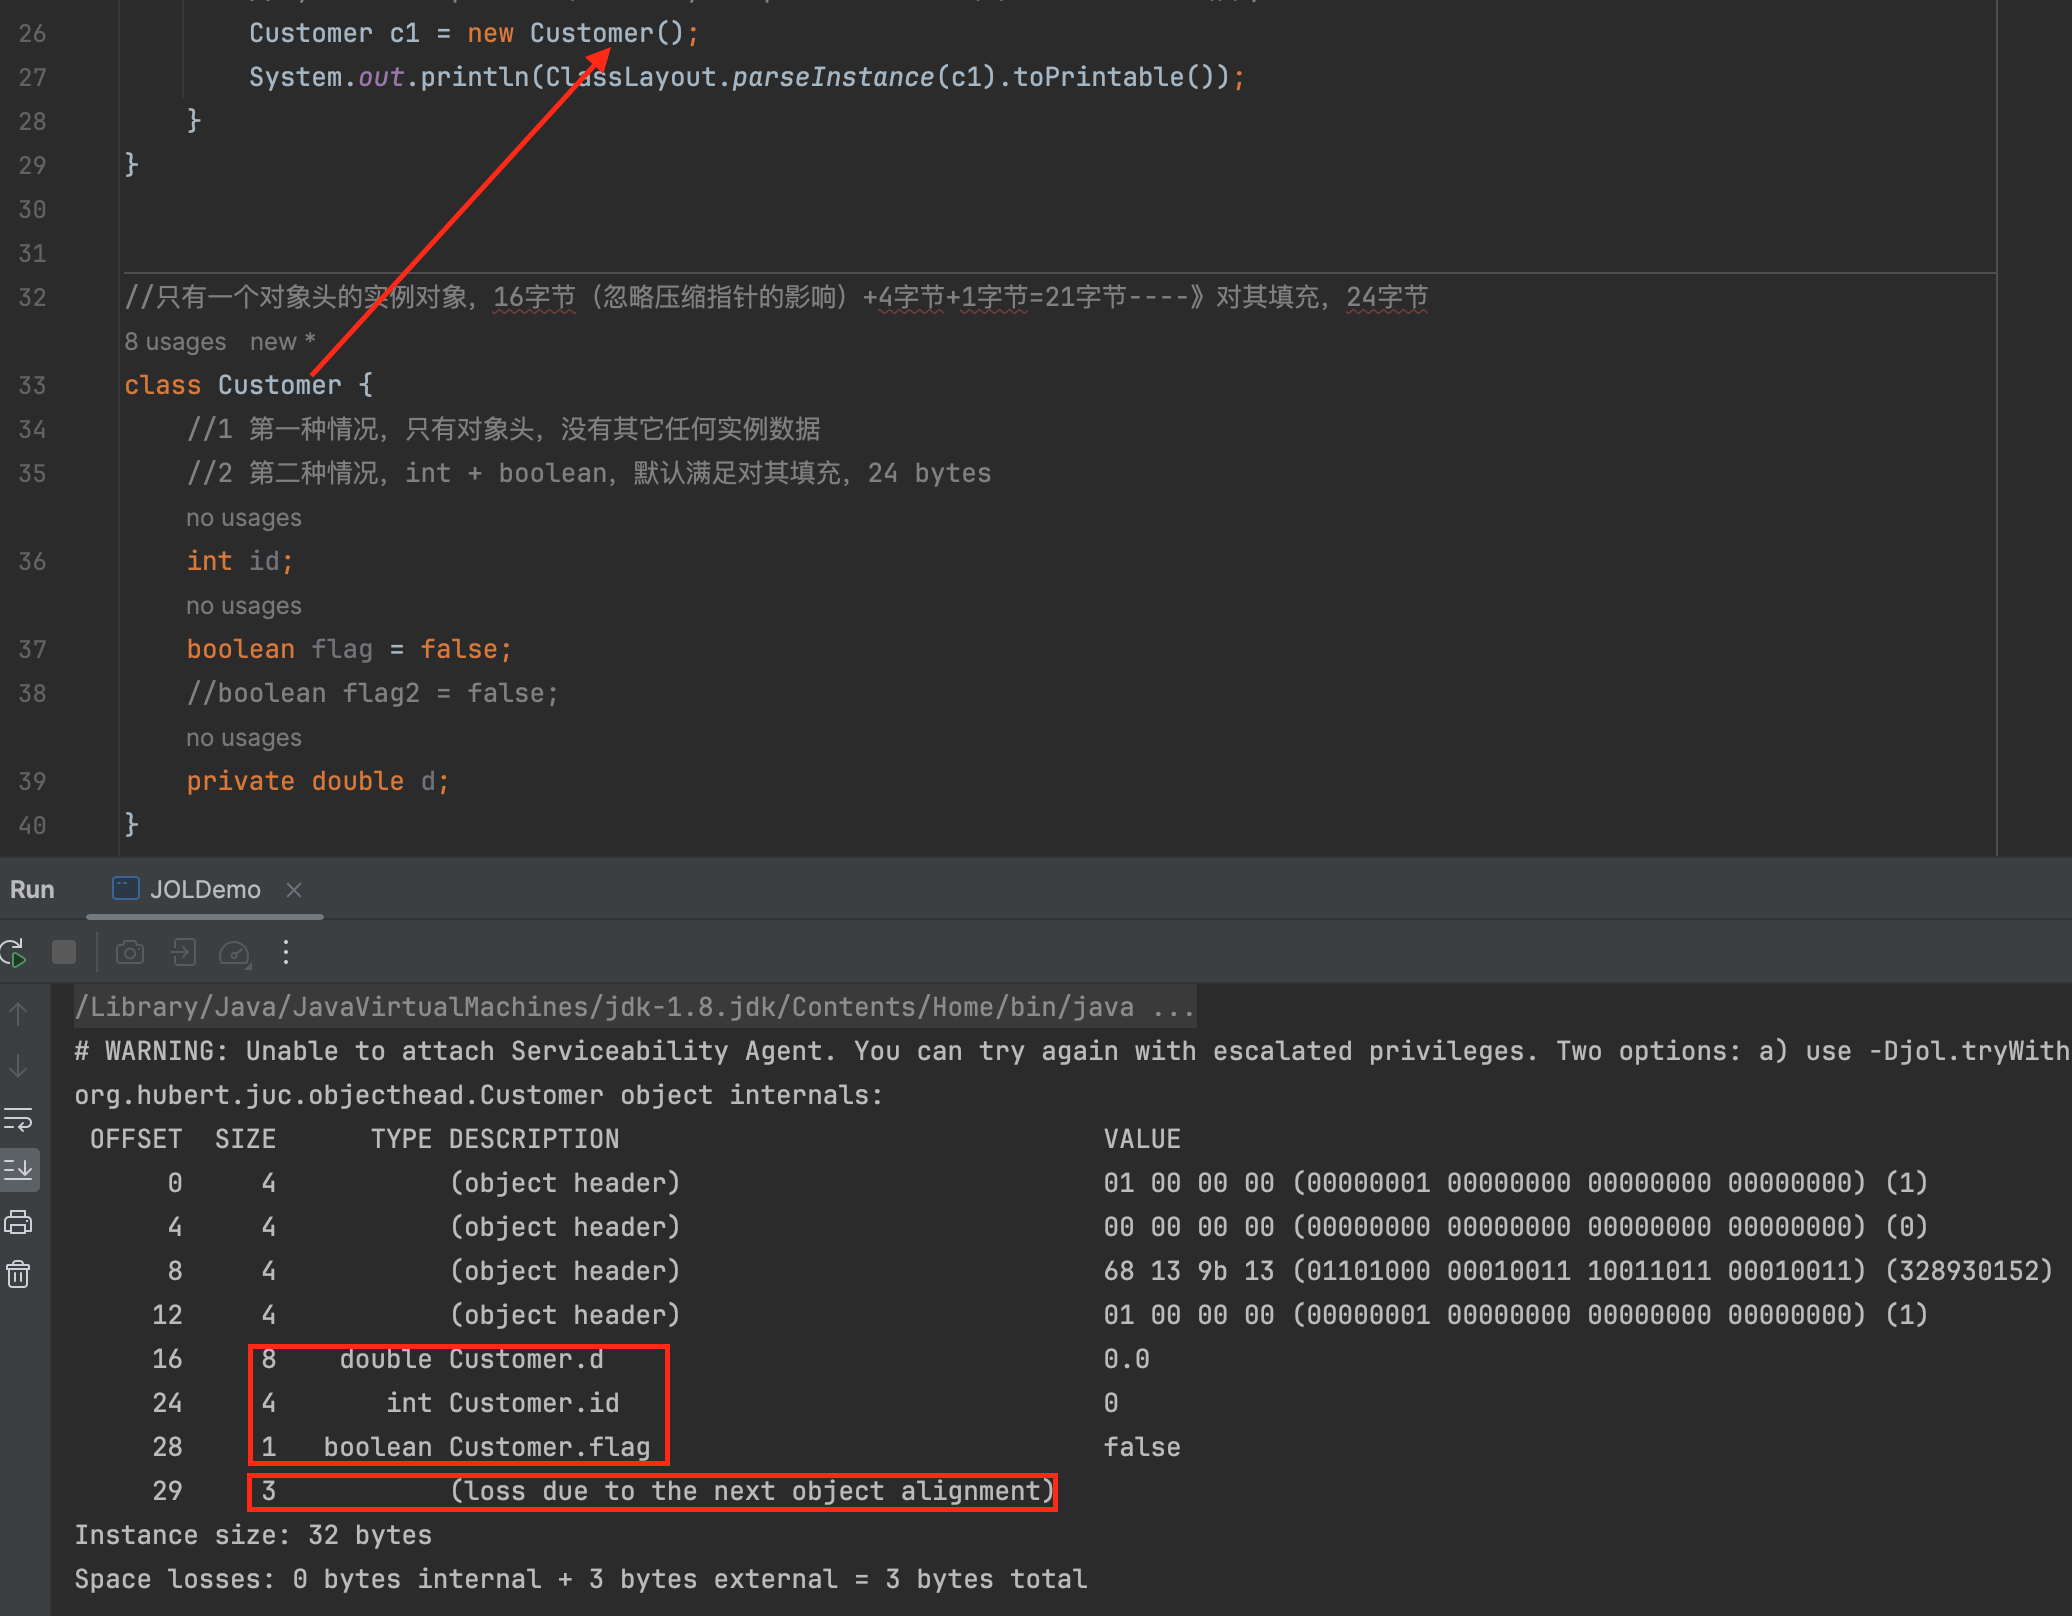 26 Customer c1 = new Customer();
27 System.out.println(ClassLayout.parseInstance(c1).toPrintable());
28 }
29 }
30
31
32 //只有一个对象头的实例对象，16字节（忽略压缩指针的影响）+4字节+1字节=21字节----》对其填充，24字节
8 usages new *
33 class Customer {
34 //1 第一种情况，只有对象头，没有其它任何实例数据
35 //2 第二种情况，int + boolean，默认满足对其填充，24 bytes
no usages
36 int id;
no usages
37 boolean flag = false;
38 //boolean flag2 = false;
no usages
39 private double d;
40 }
Run JOLDemo
/Library/Java/JavaVirtualMachines/jdk-1.8.jdk/Contents/Home/bin/java ...
# WARNING: Unable to attach Serviceability Agent. You can try again with escalated privileges. Two options: a) use -Djol.tryWith
org.hubert.juc.objecthead.Customer object internals:
OFFSET SIZE TYPE DESCRIPTION VALUE
0 4 (object header) 01 00 00 00 (00000001 00000000 00000000 00000000) (1)
4 4 (object header) 00 00 00 00 (00000000 00000000 00000000 00000000) (0)
8 4 (object header) 68 13 9b 13 (01101000 00010011 10011011 00010011) (328930152)
12 4 (object header) 01 00 00 00 (00000001 00000000 00000000 00000000) (1)
16 8 double Customer.d 0.0
24 4 int Customer.id 0
28 1 boolean Customer.flag false
29 3 (loss due to the next object alignment)
Instance size: 32 bytes
Space losses: 0 bytes internal + 3 bytes external = 3 bytes total